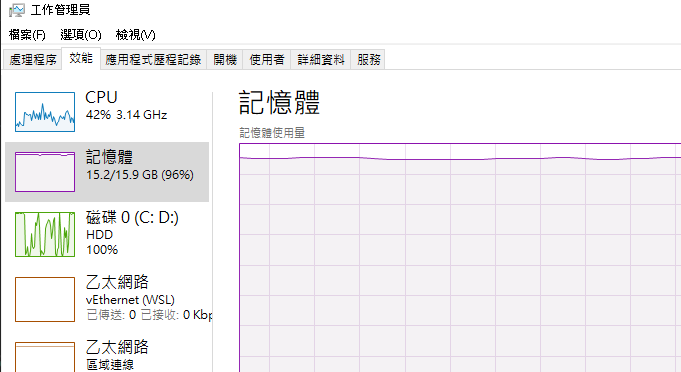 工作管理員
檔案(F) 選項(O) 檢視(V)
處理程序 效能 應用程式歷程記錄 開機 使用者 詳細資料 服務
CPU
42% 3.14 GHz
記憶體
15.2/15.9 GB (96%)
磁碟 0 (C: D:)
HDD
100%
乙太網路
vEthernet (WSL)
已傳送: 0 已接收: 0 Kbp
乙太網路
區域連線
記憶體
記憶體使用量